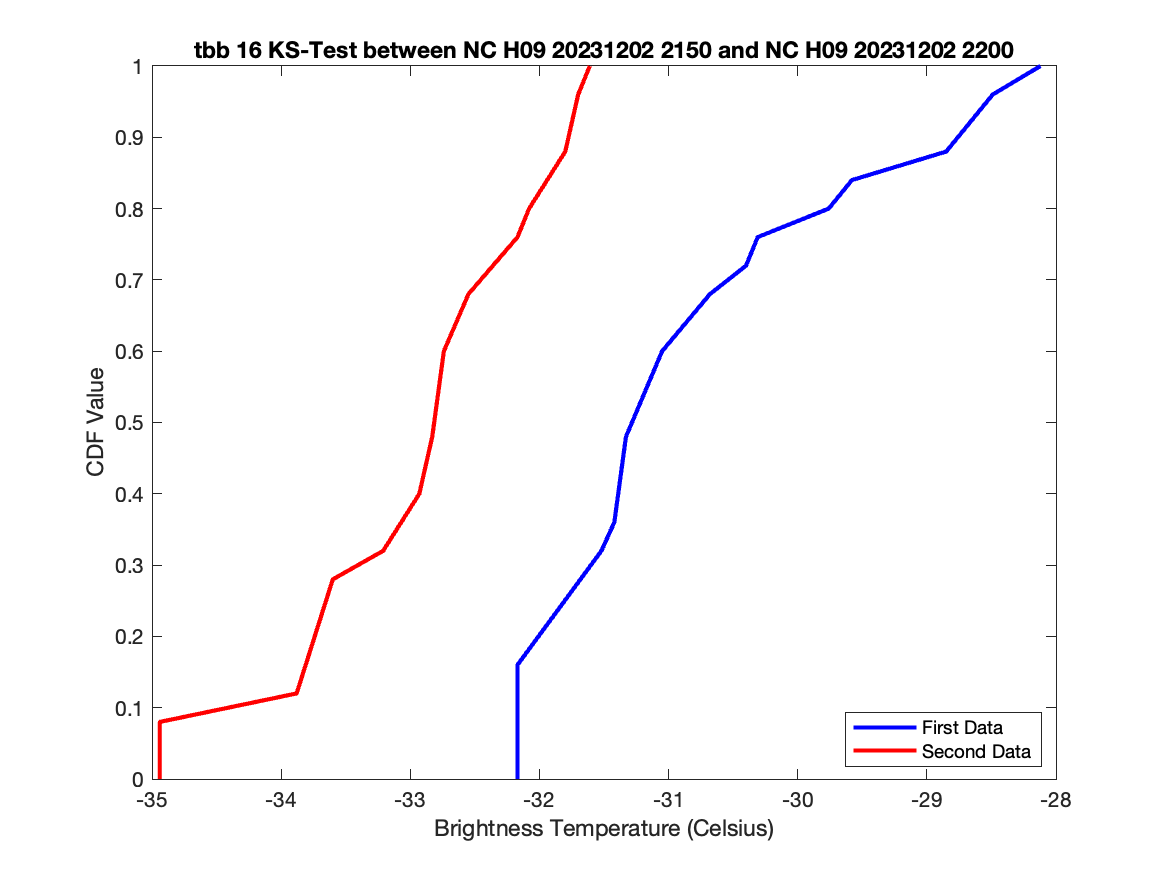 tbb 16 KS-Test between NC H09 20231202 2150 and NC H09 20231202 2200
1
0.9
0.8
0.7
0.6
0.5
0.4
0.3
0.2
0.1
0
CDF Value
First Data
Second Data
-35 -34 -33 -32 -31 -30 -29 -28
Brightness Temperature (Celsius)